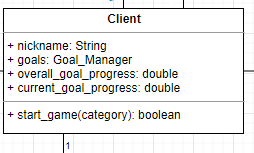 Client
+ nickname: String
+ goals: Goal_Manager
+ overall_goal_progress: double
+ current_goal_progress: double
+ start_game(category): boolean
1